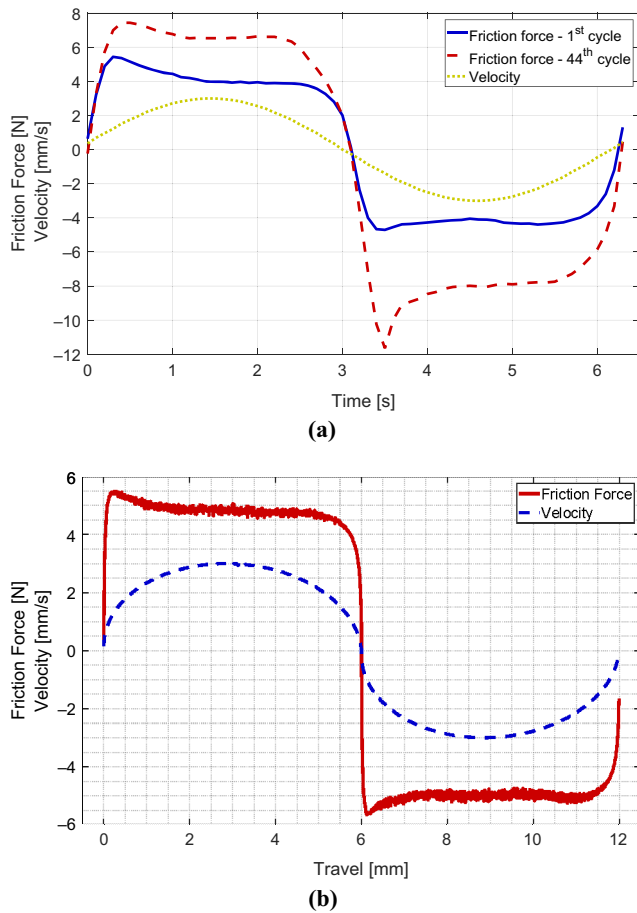 8
6
4
2
0
−2
−4
−6
−8
−10
−12
Friction Force [N]
Velocity [mm/s]
Friction force - 1st cycle
Friction force - 44th cycle
Velocity
0 1 2 3 4 5 6
Time [s]
(a)
6
4
2
0
−2
−4
−6
Friction Force [N]
Velocity [mm/s]
Friction Force
Velocity
0 2 4 6 8 10 12
Travel [mm]
(b)